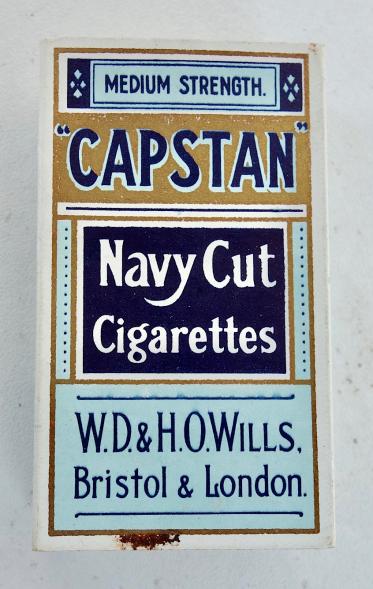 MEDIUM STRENGTH.
"CAPSTAN"
Navy Cut
Cigarettes
W.D. & H.O. WILLS,
Bristol & London.